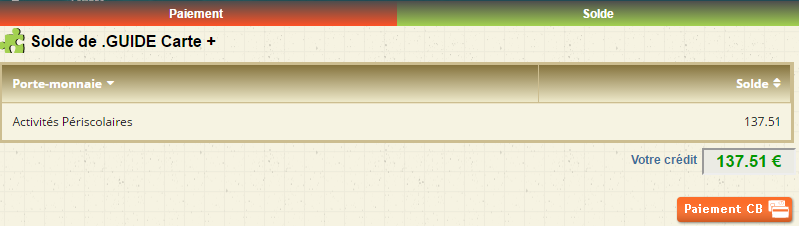 Paiement Solde
Solde de .GUIDE Carte +
Porte-monnaie Solde
Activités Périscolaires 137.51
Votre crédit 137.51 €
Paiement CB